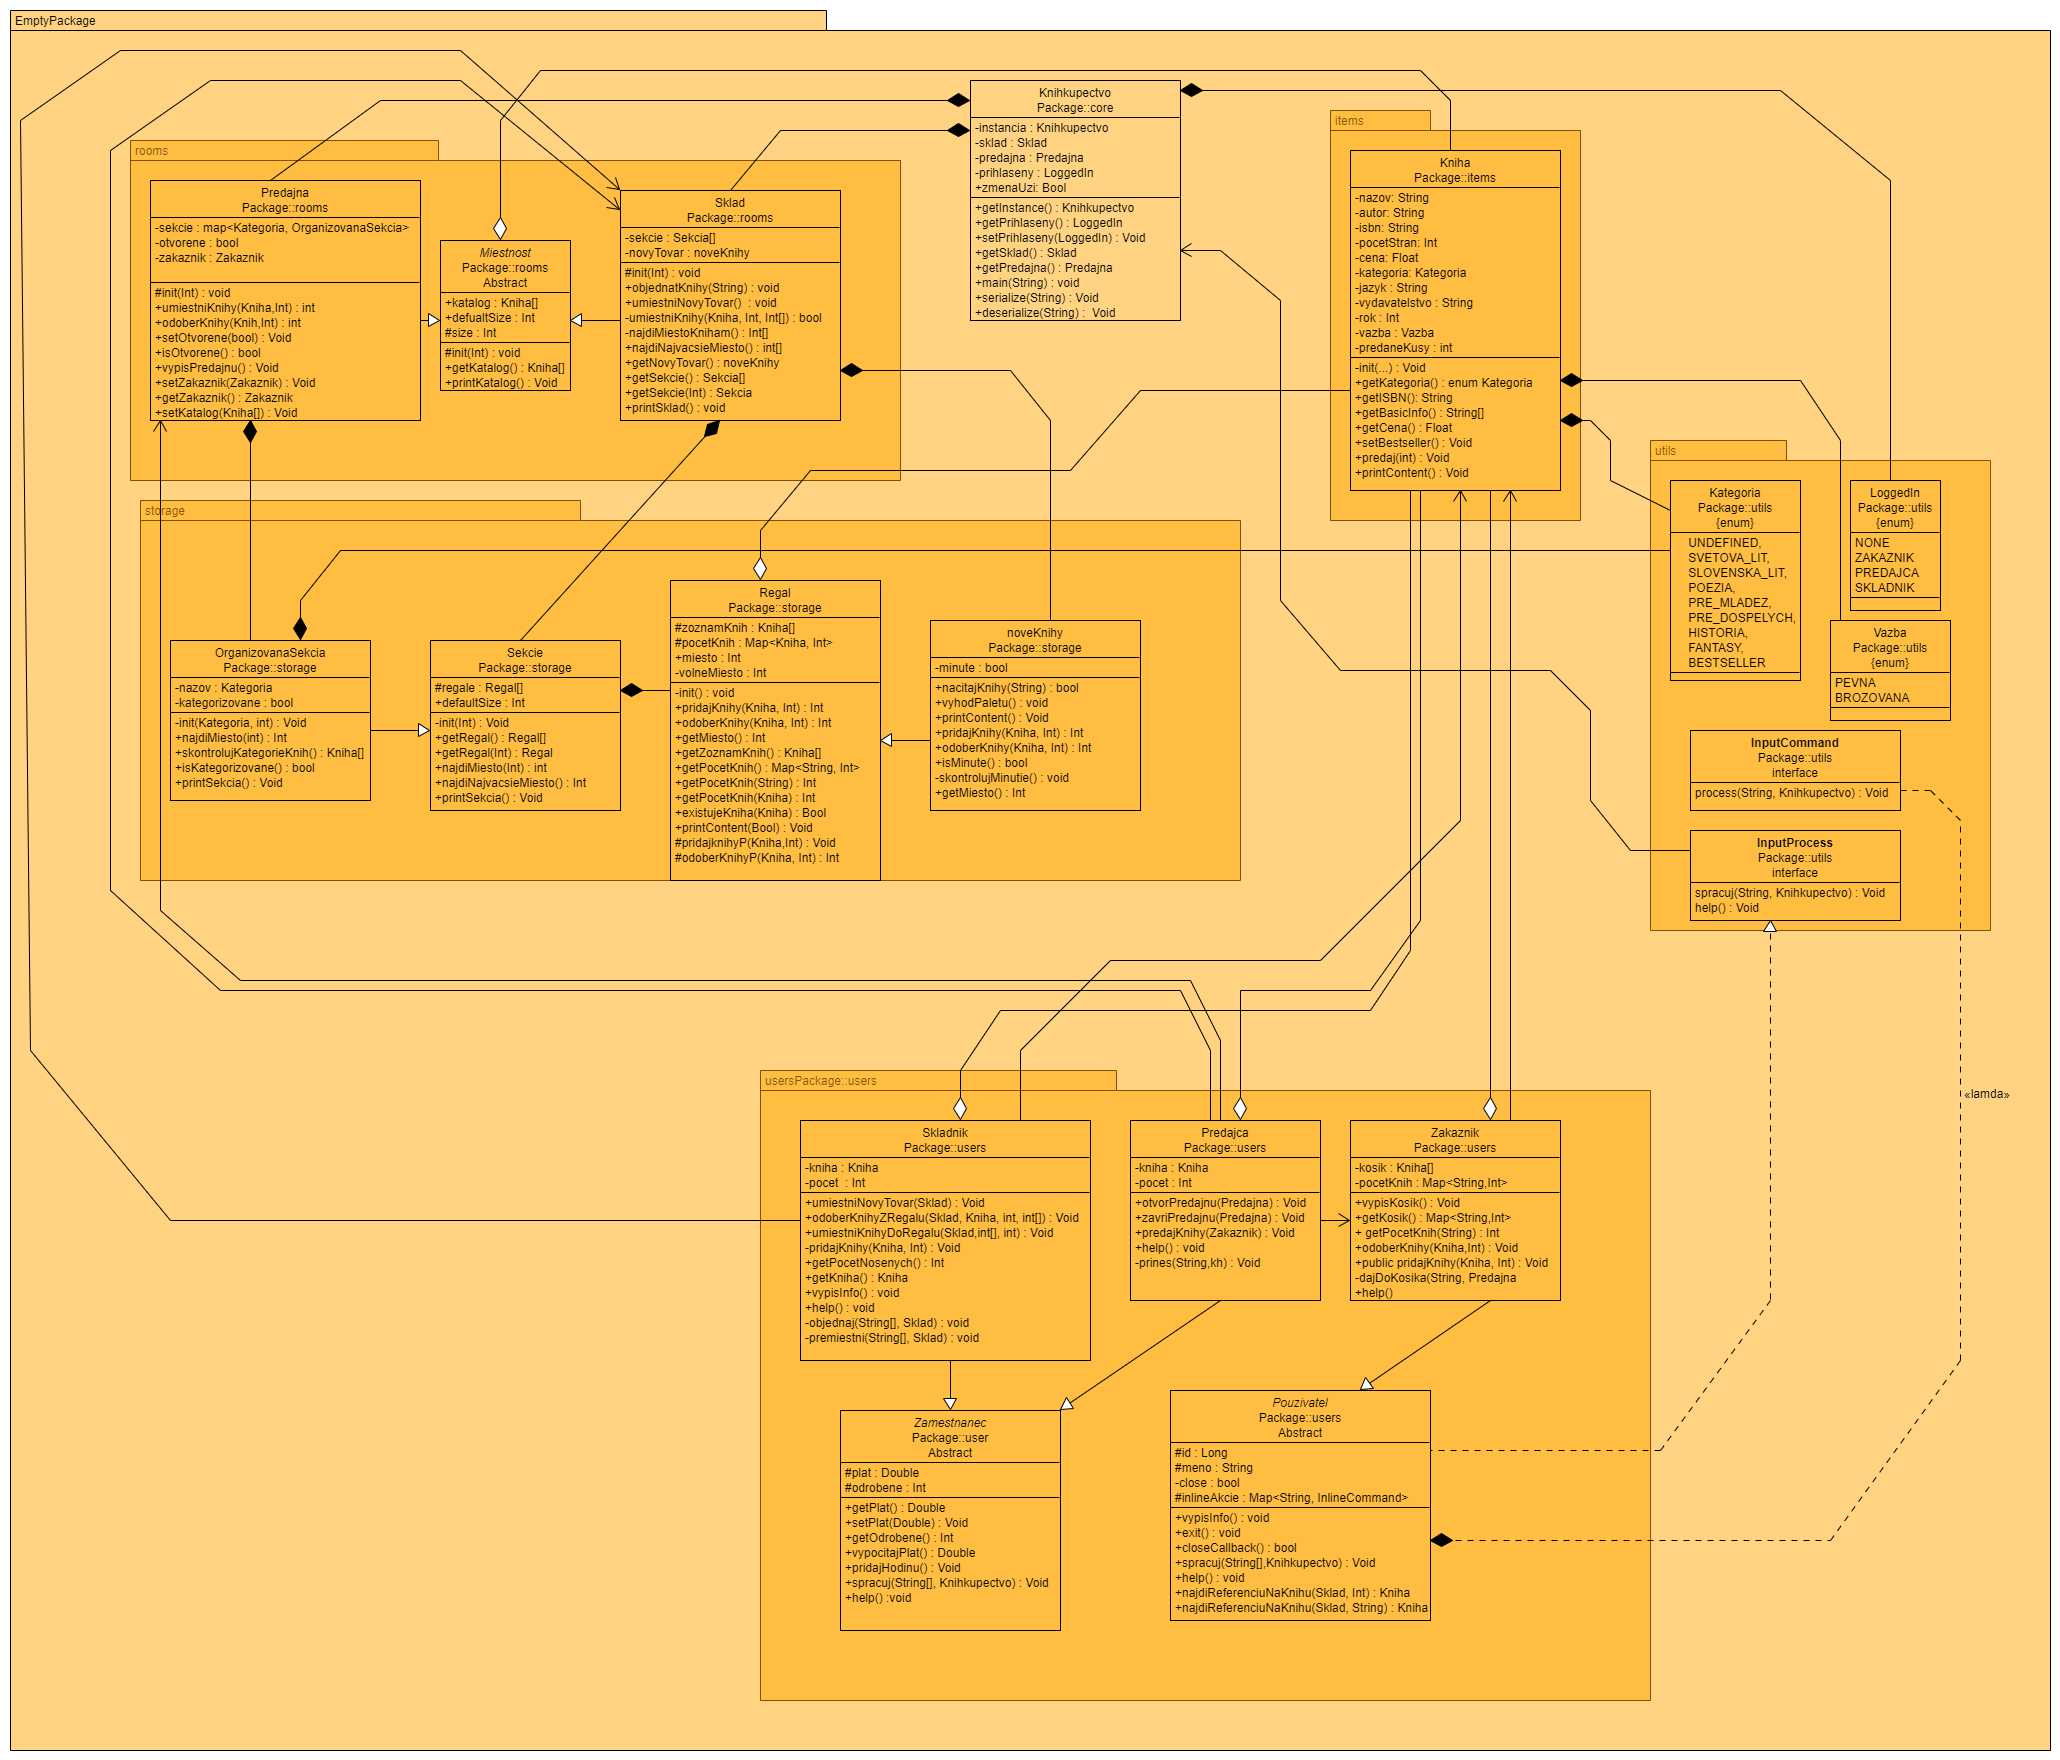 EmptyPackage
rooms
Predajna
Package::rooms
-sekcie : map<Kategoria, OrganizovanaSekcia>
-otvorene : bool
-zakaznik : Zakaznik
#init(Int) : void
+umiestniKnihy(Kniha,Int) : int
+odoberKnihy(Knih,Int) : int
+setOtvorene(bool) : Void
+isOtvorene() : bool
+vypisPredajnu() : Void
+setZakaznik(Zakaznik) : Void
+getZakaznik() : Zakaznik
+setKatalog(Kniha[]) : Void
Miestnost
Package::rooms
Abstract
+katalog : Kniha[]
+defualtSize : Int
#size : Int
#init(Int) : void
+getKatalog() : Kniha[]
+printKatalog() : Void
Sklad
Package::rooms
-sekcie : Sekcia[]
-novyTovar : noveKnihy
#init(Int) : void
+objednatKnihy(String) : void
+umiestniNovyTovar()  : void
-umiestniKnihy(Kniha, Int, Int[]) : bool
-najdiMiestoKniham() : Int[]
+najdiNajvacsieMiesto() : int[]
+getNovyTovar() : noveKnihy
+getSekcie() : Sekcia[]
+getSekcie(Int) : Sekcia
+printSklad() : void
Knihkupectvo
Package::core
-instancia : Knihkupectvo
-sklad : Sklad
-predajna : Predajna
-prihlaseny : LoggedIn
+zmenaUzi: Bool
+getInstance() : Knihkupectvo
+getPrihlaseny() : LoggedIn
+setPrihlaseny(LoggedIn) : Void
+getSklad() : Sklad
+getPredajna() : Predajna
+main(String) : void
+serialize(String) : Void
+deserialize(String) :  Void
items
Kniha
Package::items
-nazov: String
-autor: String
-isbn: String
-pocetStran: Int
-cena: Float
-kategoria: Kategoria
-jazyk : String
-vydavatelstvo : String
-rok : Int
-vazba : Vazba
-predaneKusy : int
-init(...) : Void
+getKategoria() : enum Kategoria
+getISBN(): String
+getBasicInfo() : String[]
+getCena() : Float
+setBestseller() : Void
+predaj(int) : Void
+printContent() : Void
utils
Kategoria
Package::utils
{enum}
UNDEFINED,
SVETOVA_LIT,
SLOVENSKA_LIT,
POEZIA,
PRE_MLADEZ,
PRE_DOSPELYCH,
HISTORIA,
FANTASY,
BESTSELLER
LoggedIn
Package::utils
{enum}
NONE
ZAKAZNIK
PREDAJCA
SKLADNIK
Vazba
Package::utils
{enum}
PEVNA
BROZOVANA
InputCommand
Package::utils
interface
process(String, Knihkupectvo) : Void
InputProcess
Package::utils
interface
spracuj(String, Knihkupectvo) : Void
help() : Void
storage
OrganizovanaSekcia
Package::storage
-nazov : Kategoria
-kategorizovane : bool
-init(Kategoria, int) : Void
+najdiMiesto(int) : Int
+skontrolujKategorieKnih() : Kniha[]
+isKategorizovane() : bool
+printSekcia() : Void
Sekcie
Package::storage
#regale : Regal[]
+defaultSize : Int
-init(Int) : Void
+getRegal() : Regal[]
+getRegal(Int) : Regal
+najdiMiesto(Int) : int
+najdiNajvacsieMiesto() : Int
+printSekcia() : Void
Regal
Package::storage
#zoznamKnih : Kniha[]
#pocetKnih : Map<Kniha, Int>
+miesto : Int
-volneMiesto : Int
-init() : void
+pridajKnihy(Kniha, Int) : Int
+odoberKnihy(Kniha, Int) : Int
+getMiesto() : Int
+getZoznamKnih() : Kniha[]
+getPocetKnih() : Map<String, Int>
+getPocetKnih(String) : Int
+getPocetKnih(Kniha) : Int
+existujeKniha(Kniha) : Bool
+printContent(Bool) : Void
#pridajknihyP(Kniha,Int) : Void
#odoberKnihyP(Kniha, Int) : Int
noveKnihy
Package::storage
-minute : bool
+nacitajKnihy(String) : bool
+vyhodPaletu() : void
+printContent() : Void
+pridajKnihy(Kniha, Int) : Int
+odoberKnihy(Kniha, Int) : Int
+isMinute() : bool
-skontrolujMinutie() : void
+getMiesto() : Int
«lamda»
usersPackage::users
Skladnik
Package::users
-kniha : Kniha
-pocet  : Int
+umiestniNovyTovar(Sklad) : Void
+odoberKnihyZRegalu(Sklad, Kniha, int, int[]) : Void
+umiestniKnihyDoRegalu(Sklad,int[], int) : Void
-pridajKnihy(Kniha, Int) : Void
+getPocetNosenych() : Int
+getKniha() : Kniha
+vypisInfo() : void
+help() : void
-objednaj(String[], Sklad) : void
-premiestni(String[], Sklad) : void
Predajca
Package::users
-kniha : Kniha
-pocet : Int
+otvorPredajnu(Predajna) : Void
+zavriPredajnu(Predajna) : Void
+predajKnihy(Zakaznik) : Void
+help() : void
-prines(String,kh) : Void
Zakaznik
Package::users
-kosik : Kniha[]
-pocetKnih : Map<String,Int>
+vypisKosik() : Void
+getKosik() : Map<String,Int>
+ getPocetKnih(String) : Int
+odoberKnihy(Kniha,Int) : Void
+public pridajKnihy(Kniha, Int) : Void
-dajDoKosika(String, Predajna
+help()
Zamestnanec
Package::user
Abstract
#plat : Double
#odrobene : Int
+getPlat() : Double
+setPlat(Double) : Void
+getOdrobene() : Int
+vypocitajPlat() : Double
+pridajHodinu() : Void
+spracuj(String[], Knihkupectvo) : Void
+help() :void
Pouzivatel
Package::users
Abstract
#id : Long
#meno : String
-close : bool
#inlineAkcie : Map<String, InlineCommand>
+vypisInfo() : void
+exit() : void
+closeCallback() : bool
+spracuj(String[],Knihkupectvo) : Void
+help() : void
+najdiReferenciuNaKnihu(Sklad, Int) : Kniha
+najdiReferenciuNaKnihu(Sklad, String) : Kniha